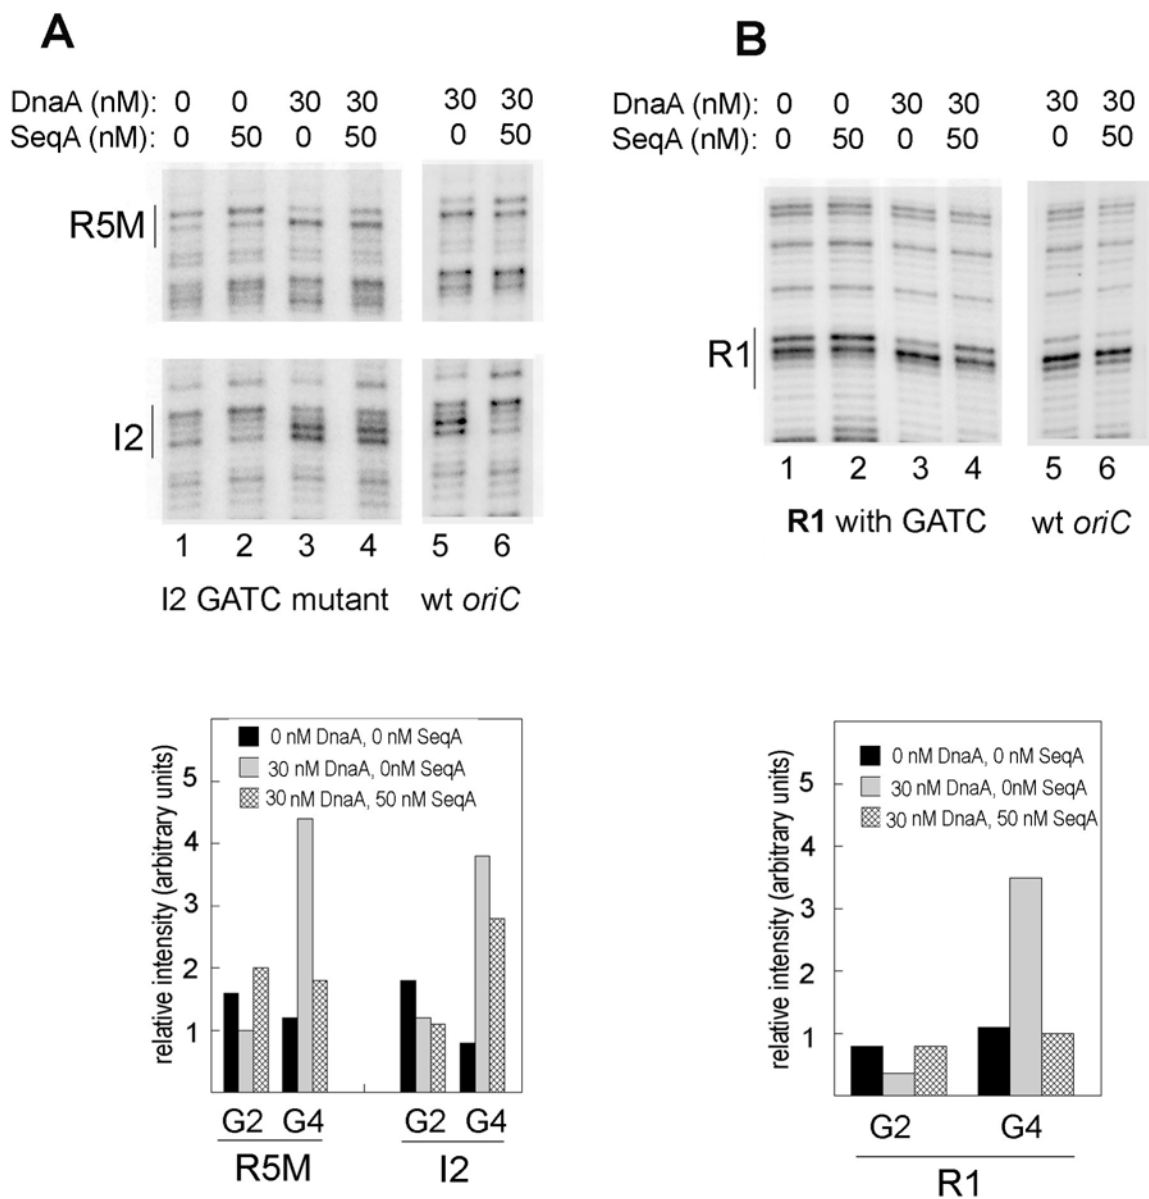 A
DnaA (nM): 0 0 30 30 30 30
SeqA (nM): 0 50 0 50 0 50
R5M
I2
1 2 3 4 5 6
I2 GATC mutant wt oriC
B
DnaA (nM): 0 0 30 30 30 30
SeqA (nM): 0 50 0 50 0 50
R1
1 2 3 4 5 6
R1 with GATC wt oriC
relative intensity (arbitrary units)
5
4
3
2
1
0 nM DnaA, 0 nM SeqA
30 nM DnaA, 0nM SeqA
30 nM DnaA, 50 nM SeqA
G2 G4 G2 G4
R5M I2
relative intensity (arbitrary units)
5
4
3
2
1
0 nM DnaA, 0 nM SeqA
30 nM DnaA, 0nM SeqA
30 nM DnaA, 50 nM SeqA
G2 G4
R1